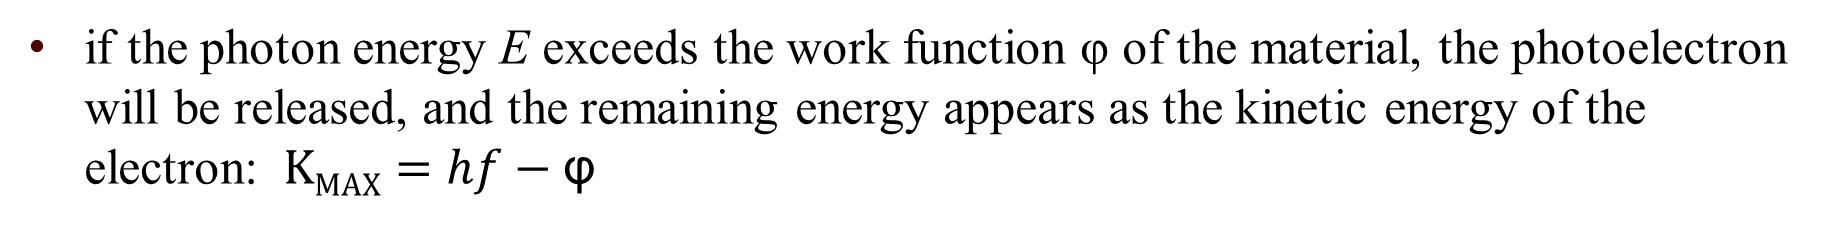 • if the photon energy E exceeds the work function φ of the material, the photoelectron
will be released, and the remaining energy appears as the kinetic energy of the
electron: K_MAX = hf − φ